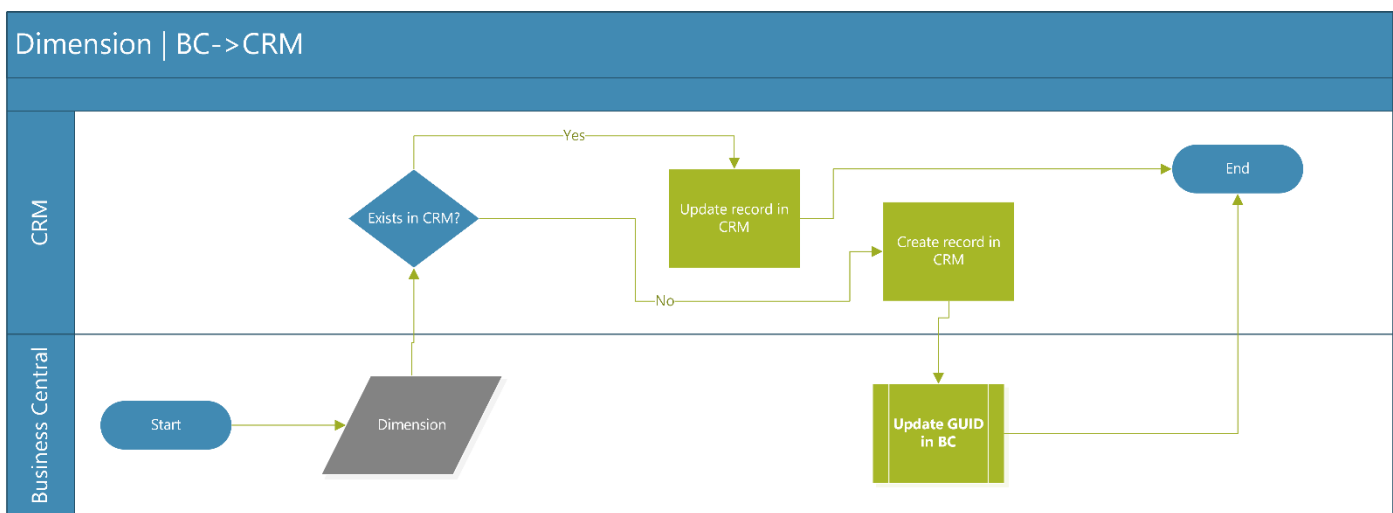 Dimension | BC->CRM
CRM
Yes
Exists in CRM?
Update record in
CRM
End
Create record in
CRM
No
Business Central
Start
Dimension
Update GUID
in BC